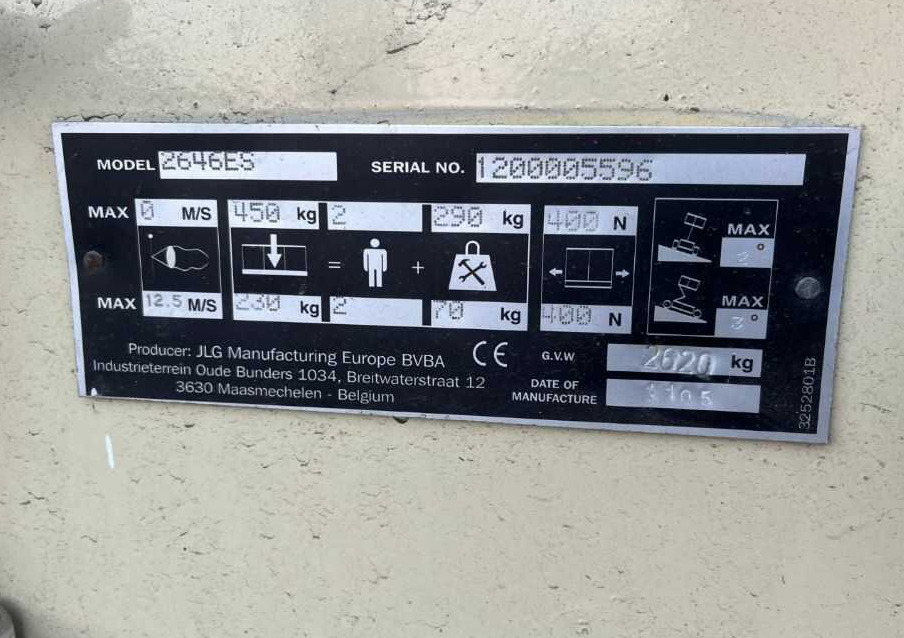 MODEL 2646ES SERIAL NO. 1200005596
MAX 0 M/S 450 kg 2 290 kg 400 N
MAX 2°
= +
MAX 12.5 M/S 230 kg 2 70 kg 400 N
MAX 3°
Producer: JLG Manufacturing Europe BVBA CE G.V.W 2620 kg
Industrieterrein Oude Bunders 1034, Breitwaterstraat 12
3630 Maasmechelen - Belgium
DATE OF
MANUFACTURE
3252801B